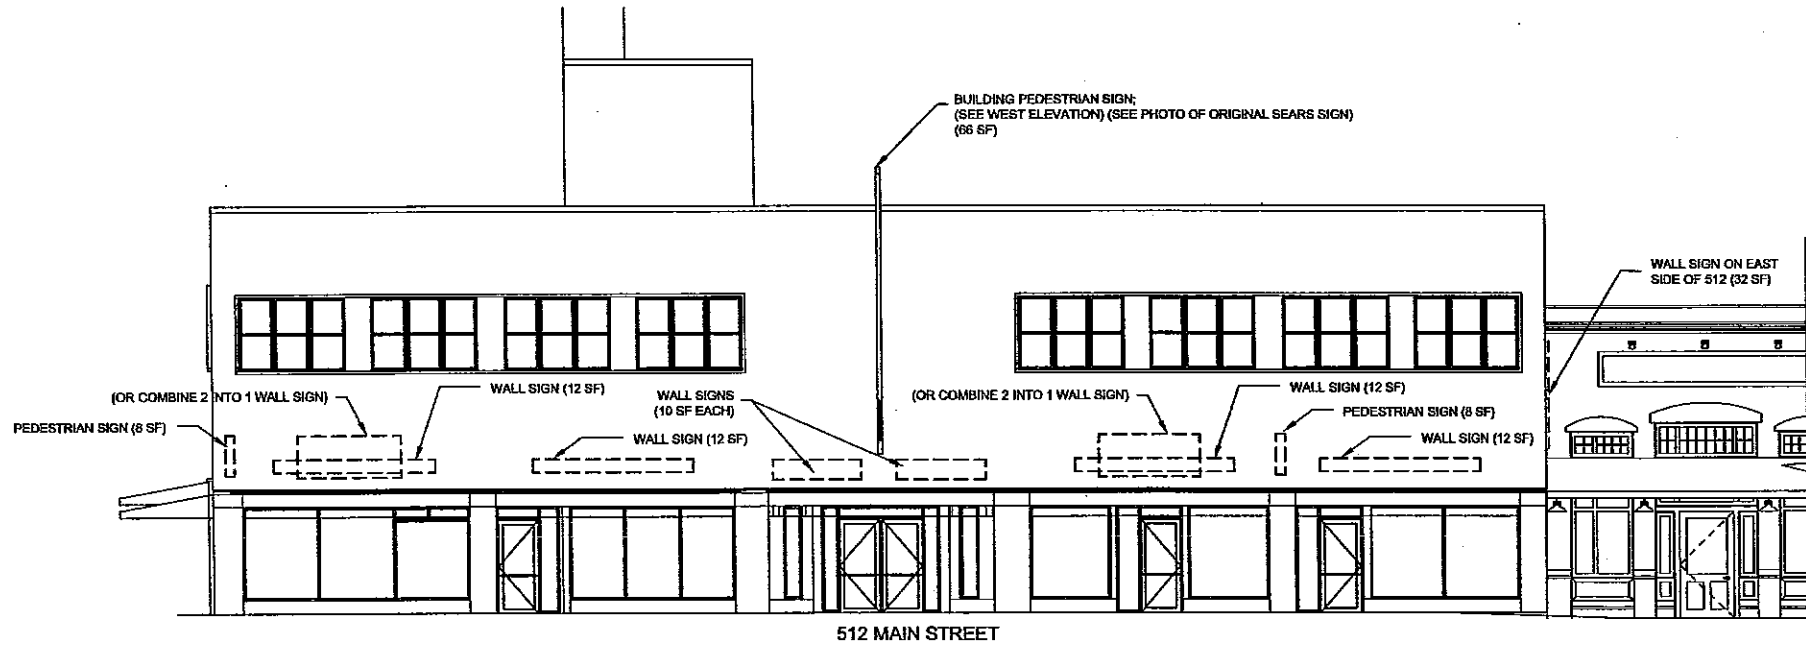 BUILDING PEDESTRIAN SIGN;
(SEE WEST ELEVATION) (SEE PHOTO OF ORIGINAL SEARS SIGN)
(66 SF)
WALL SIGN ON EAST
SIDE OF 512 (32 SF)
(OR COMBINE 2 INTO 1 WALL SIGN)
WALL SIGN (12 SF)
WALL SIGNS
(10 SF EACH)
(OR COMBINE 2 INTO 1 WALL SIGN)
WALL SIGN (12 SF)
PEDESTRIAN SIGN (8 SF)
PEDESTRIAN SIGN (8 SF)
WALL SIGN (12 SF)
WALL SIGN (12 SF)
512 MAIN STREET